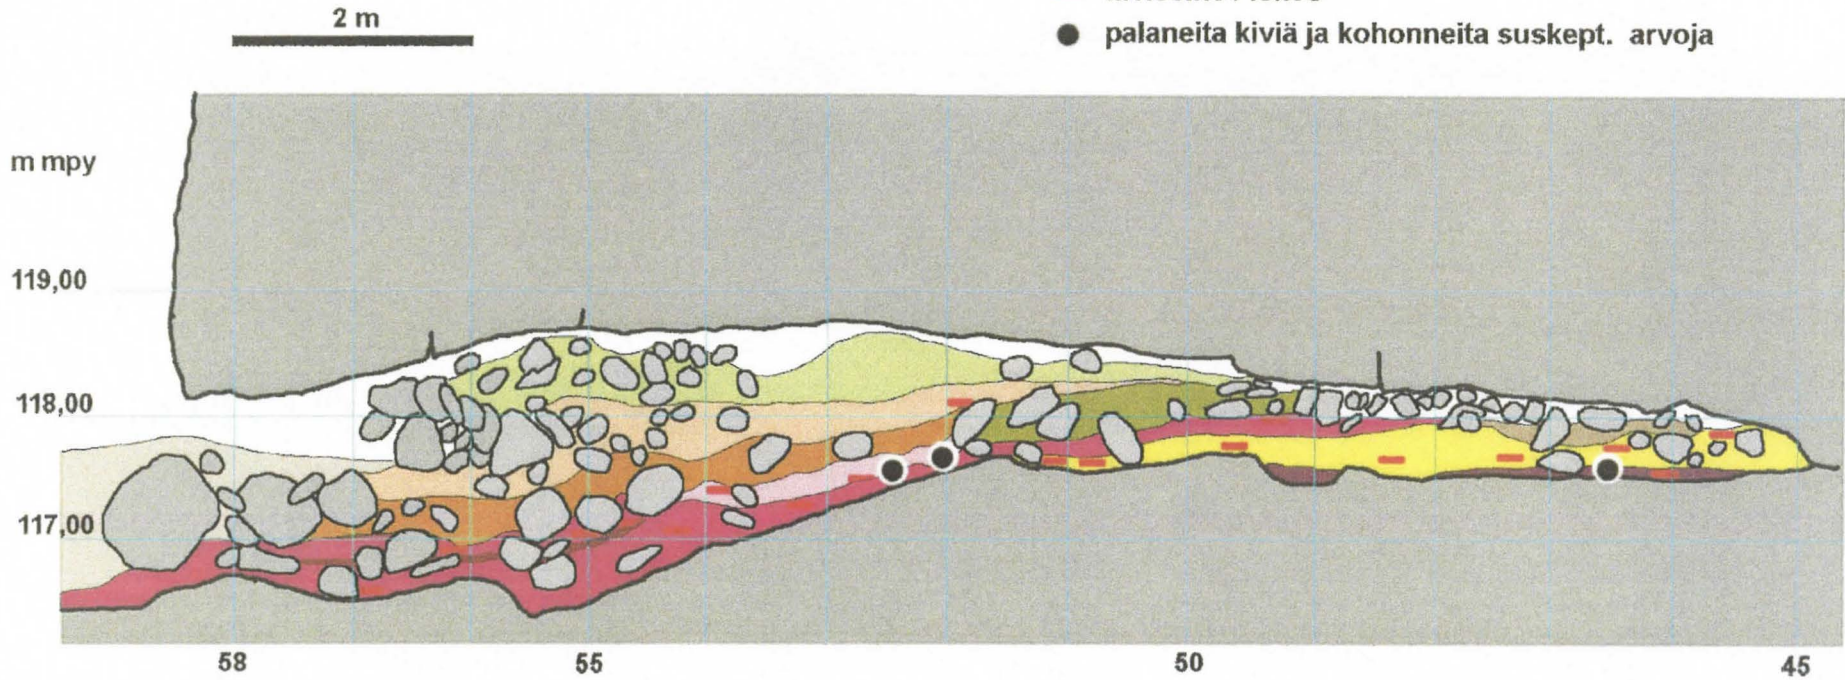 2 m
● palaneita kiviä ja kohonneita suskept. arvoja
m mpy
119,00
118,00
117,00
58 55 50 45